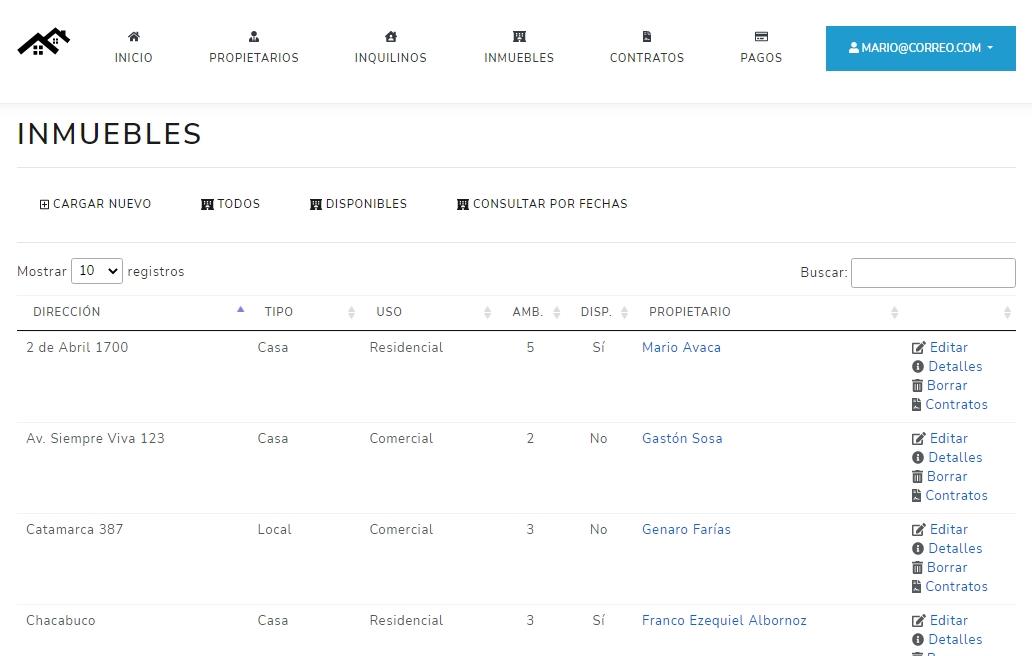 INICIO PROPIETARIOS INQUILINOS INMUEBLES CONTRATOS PAGOS MARIO@CORREO.COM
INMUEBLES
CARGAR NUEVO TODOS DISPONIBLES CONSULTAR POR FECHAS
Mostrar 10 registros Buscar:
DIRECCIÓN TIPO USO AMB. DISP. PROPIETARIO
2 de Abril 1700 Casa Residencial 5 Sí Mario Avaca Editar
Detalles
Borrar
Contratos
Av. Siempre Viva 123 Casa Comercial 2 No Gastón Sosa Editar
Detalles
Borrar
Contratos
Catamarca 387 Local Comercial 3 No Genaro Farías Editar
Detalles
Borrar
Contratos
Chacabuco Casa Residencial 3 Sí Franco Ezequiel Albornoz Editar
Detalles